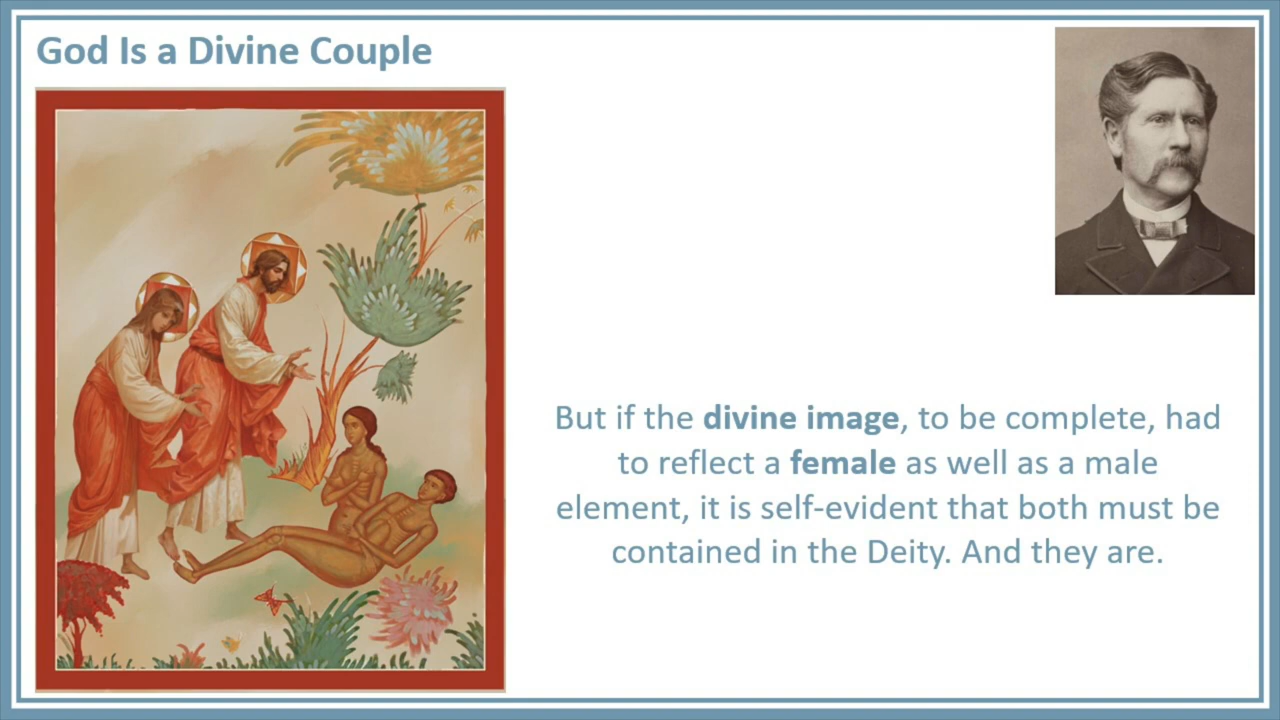 God Is a Divine Couple
But if the divine image, to be complete, had
to reflect a female as well as a male
element, it is self-evident that both must be
contained in the Deity. And they are.